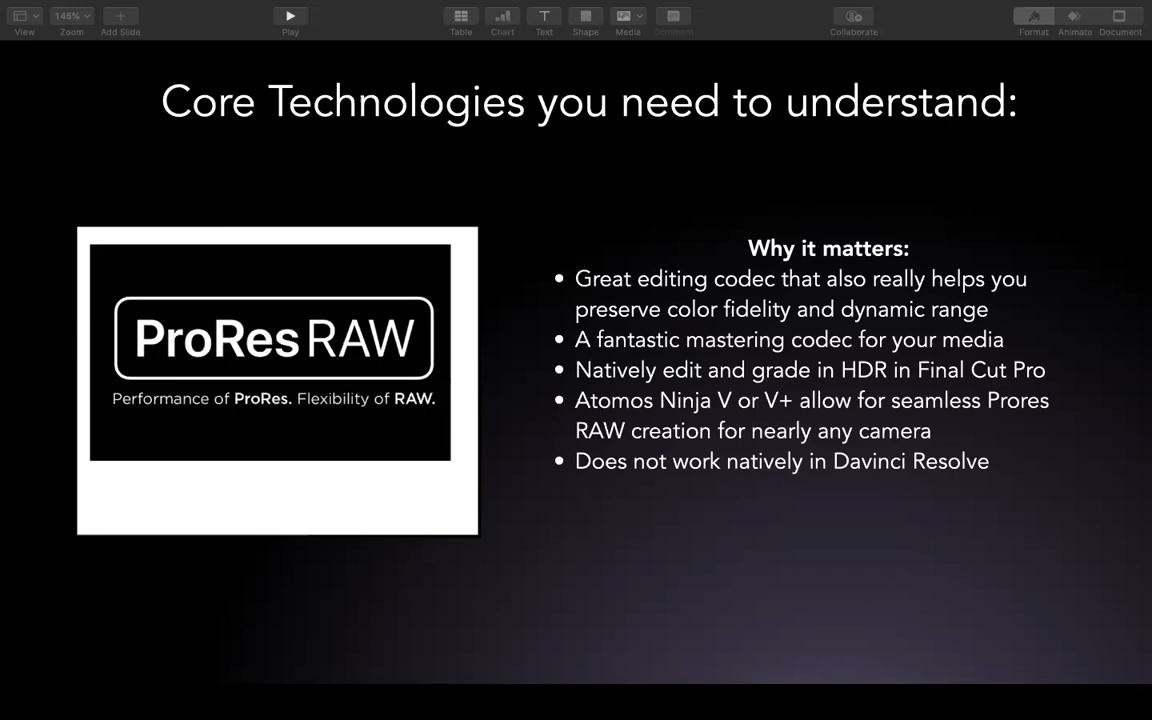 View
145%
Zoom
Add Slide
Play
Table
Chart
Text
Shape
Media
Comment
Collaborate
Format
Animate
Document
Core Technologies you need to understand:
ProRes RAW
Performance of ProRes. Flexibility of RAW.
Why it matters:
• Great editing codec that also really helps you
preserve color fidelity and dynamic range
• A fantastic mastering codec for your media
• Natively edit and grade in HDR in Final Cut Pro
• Atomos Ninja V or V+ allow for seamless Prores
RAW creation for nearly any camera
• Does not work natively in Davinci Resolve